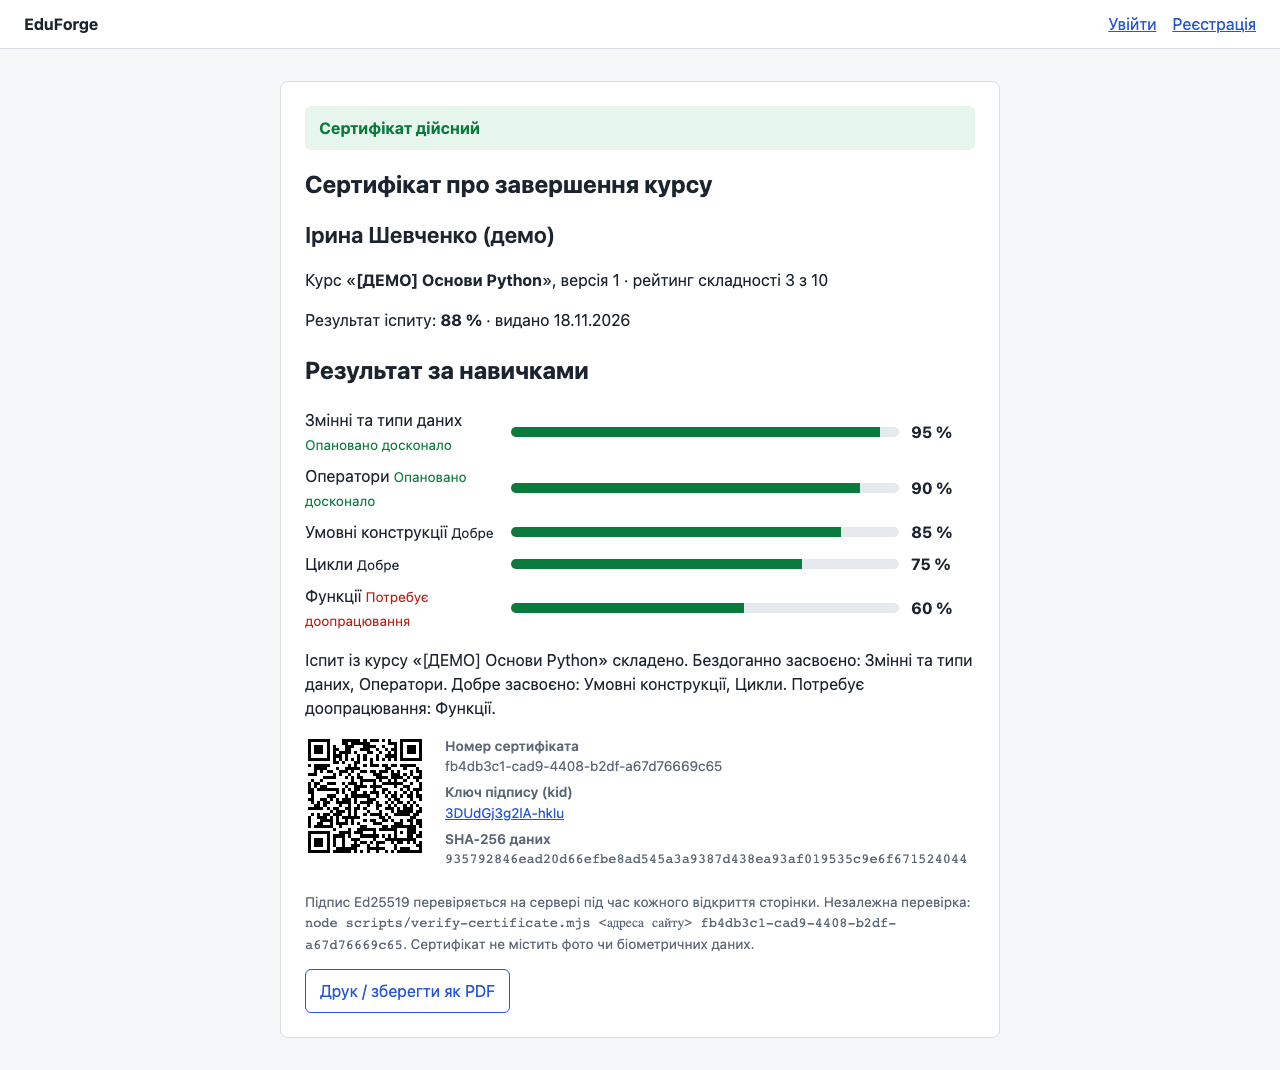 EduForge
Увійти Реєстрація
Сертифікат дійсний
Сертифікат про завершення курсу
Ірина Шевченко (демо)
Курс «[ДЕМО] Основи Python», версія 1 · рейтинг складності 3 з 10
Результат іспиту: 88 % · видано 18.11.2026
Результат за навичками
Змінні та типи даних
Опановано досконало
95 %
Оператори Опановано
досконало
90 %
Умовні конструкції Добре
85 %
Цикли Добре
75 %
Функції Потребує
доопрацювання
60 %
Іспит із курсу «[ДЕМО] Основи Python» складено. Бездоганно засвоєно: Змінні та типи
даних, Оператори. Добре засвоєно: Умовні конструкції, Цикли. Потребує
доопрацювання: Функції.
Номер сертифіката
fb4db3c1-cad9-4408-b2df-a67d76669c65
Ключ підпису (kid)
3DUdGj3g2lA-hklu
SHA-256 даних
935792846ead20d66efbe8ad545a3a9387d438ea93af019535c9e6f671524044
Підпис Ed25519 перевіряється на сервері під час кожного відкриття сторінки. Незалежна перевірка:
node scripts/verify-certificate.mjs <адреса сайту> fb4db3c1-cad9-4408-b2df-
a67d76669c65. Сертифікат не містить фото чи біометричних даних.
Друк / зберегти як PDF